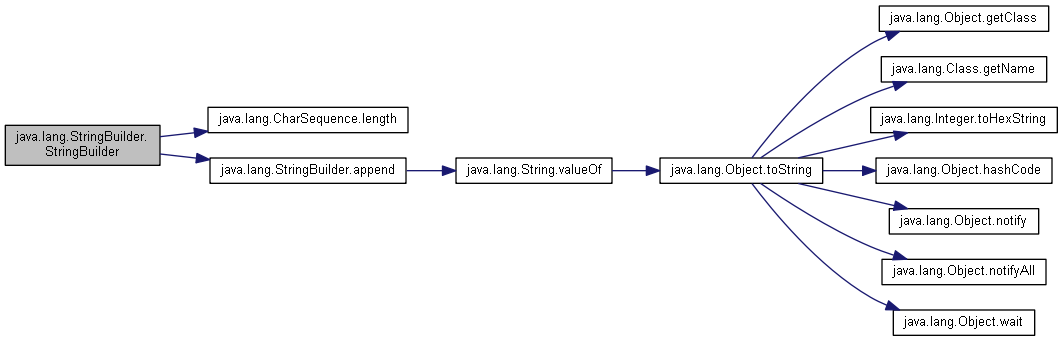 java.lang.StringBuilder.
StringBuilder
java.lang.CharSequence.length
java.lang.StringBuilder.append
java.lang.String.valueOf
java.lang.Object.toString
java.lang.Object.getClass
java.lang.Class.getName
java.lang.Integer.toHexString
java.lang.Object.hashCode
java.lang.Object.notify
java.lang.Object.notifyAll
java.lang.Object.wait